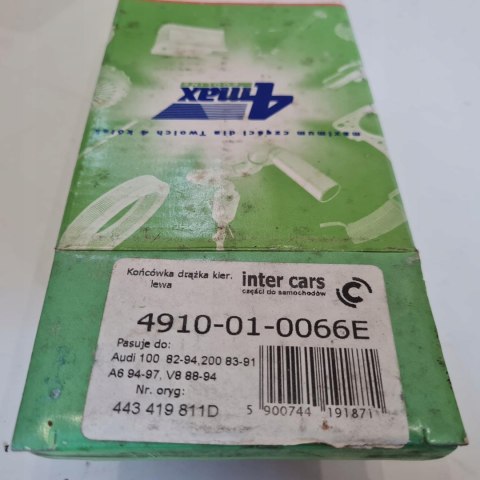 4max
maximum części dla Twoich 4 kółek
Końcówka drążka kier.
lewa
inter cars
części do samochodów
4910-01-0066E
Pasuje do:
Audi 100 82-94,200 83-91
A6 94-97, V8 88-94
Nr. oryg:
443 419 811D
5 900744 191871